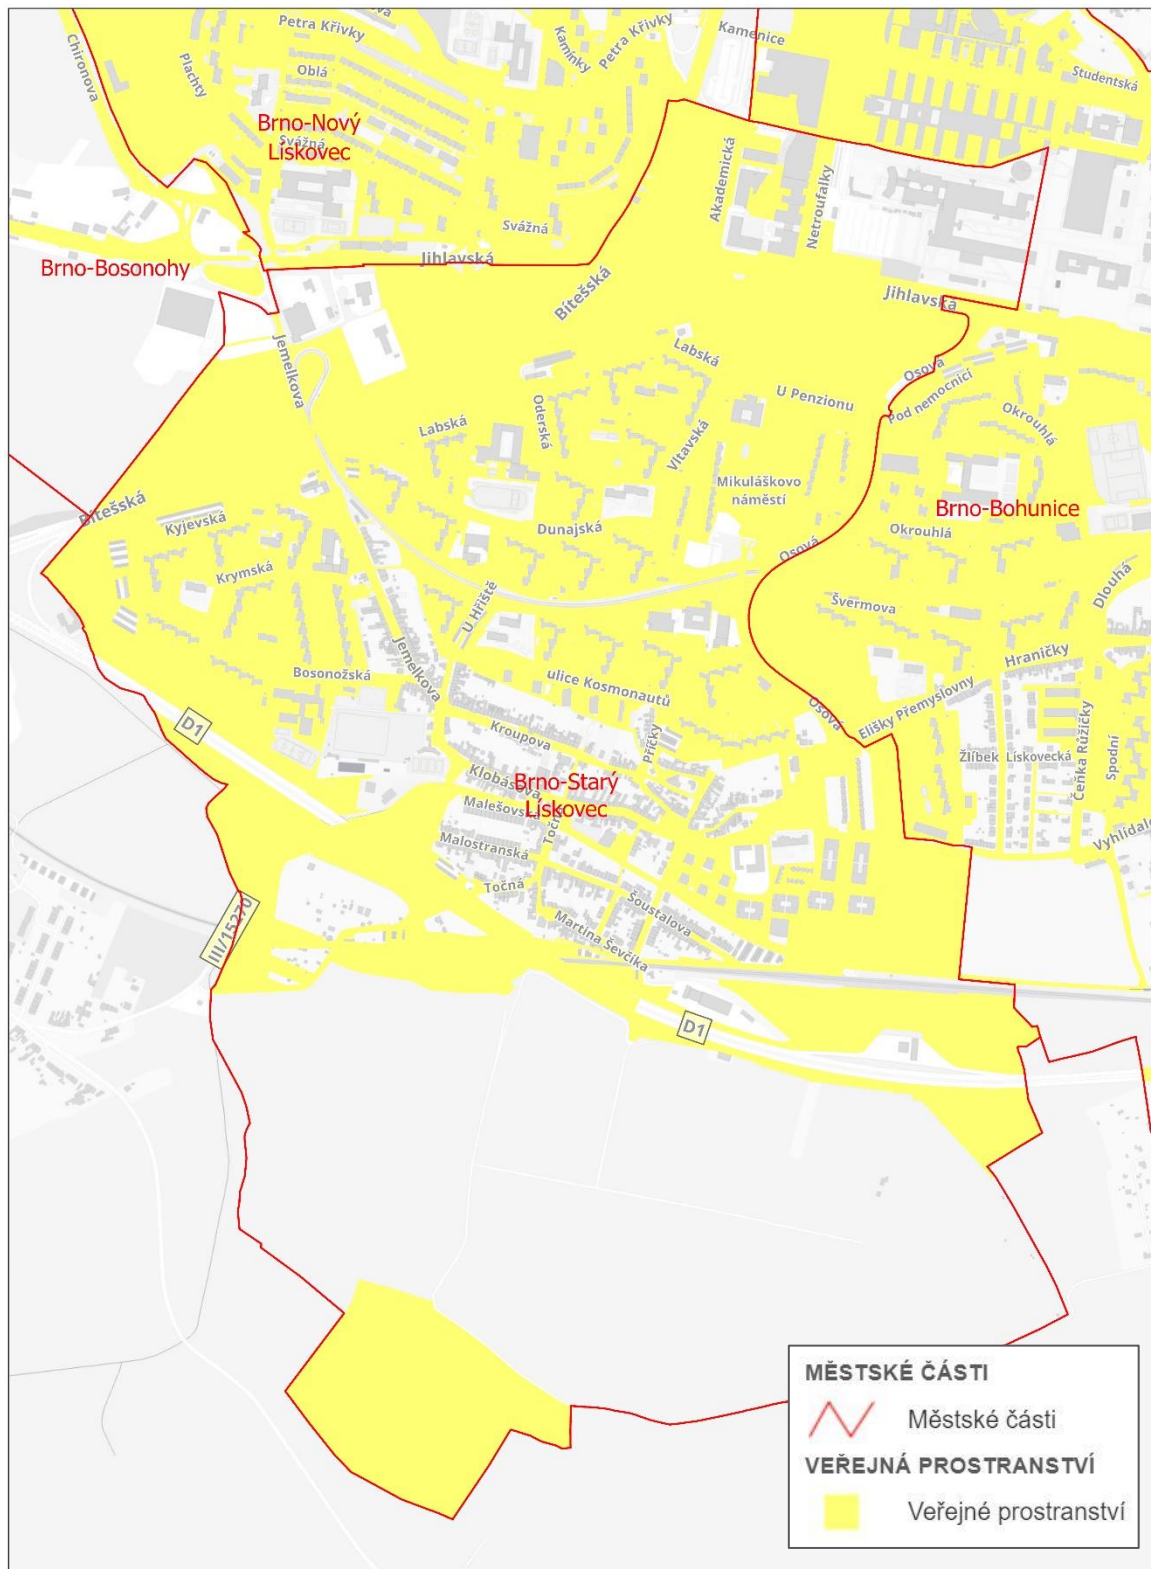 Petra Křivky
Kamínky
Petra Křivky
Kamenice
Chironova
Plachty
Oblá
Studentská
Brno-Nový
Lískovec
Svážná
Akademická
Netroufalky
Svážná
Jihlavská
Brno-Bosonohy
Bítešská
Jihlavská
Jemelkova
Labská
Osová
Pod nemocnicí
U Penzionu
Okrouhlá
Labská
Oderská
Vltavská
Mikuláškovo
náměstí
Bítešská
Kyjevská
Dunajská
Brno-Bohunice
Okrouhlá
Osová
Krymská
U Hřiště
Švermova
Dlouhá
Jemelkova
Bosonožská
ulice Kosmonautů
Hraničky
Osová
Elišky Přemyslovny
D1
Kroupova
Příčky
Žlíbek
Lískovecká
Čeňka Růžičky
Spodní
Klobásova
Brno-Starý
Lískovec
Malešovská
Točná
Malostranská
Vyhlídal
Točná
Šoustalova
Martina Ševčíka
III/15270
D1
MĚSTSKÉ ČÁSTI
Městské části
VEŘEJNÁ PROSTRANSTVÍ
Veřejné prostranství